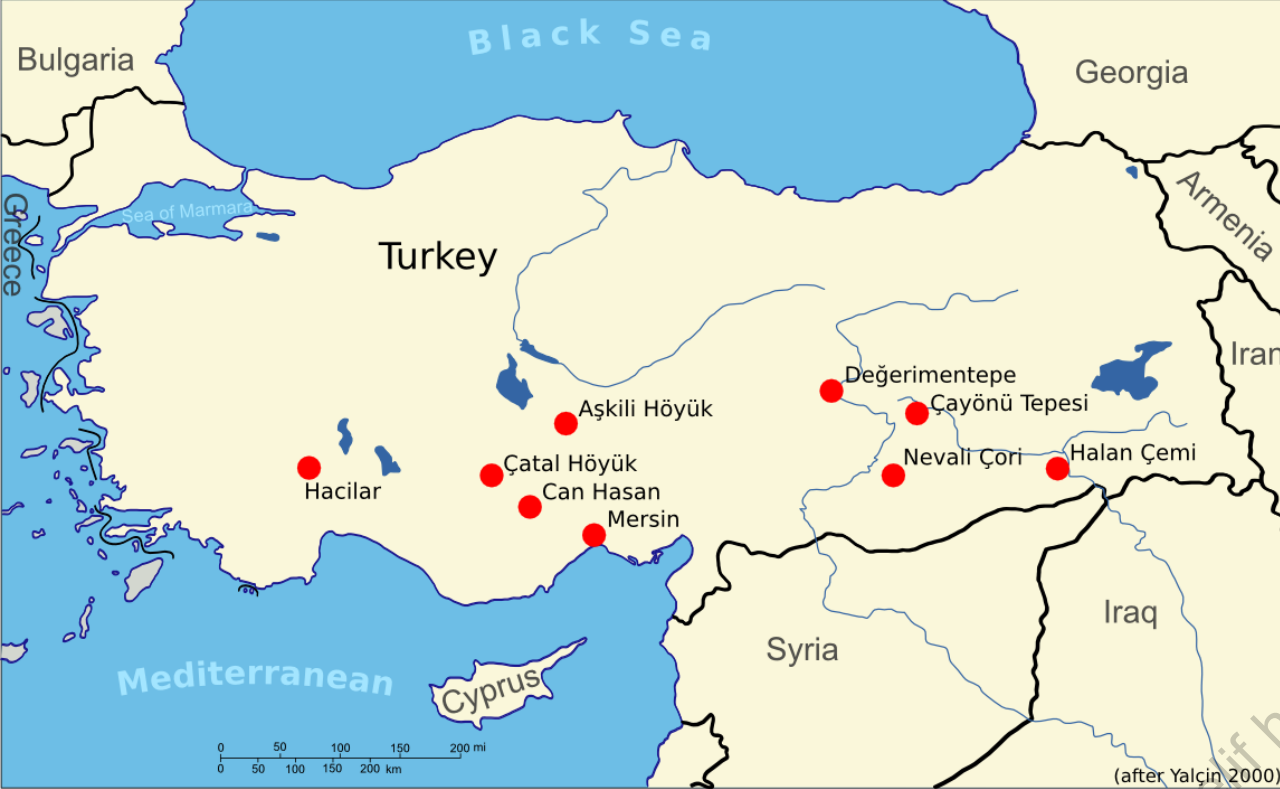 Black Sea
Bulgaria
Georgia
Armenia
Sea of Marmara
Greece
Turkey
Iran
Değerimentepe
Çayönü Tepesi
Aşkili Höyük
Nevali Çori
Halan Çemi
Çatal Höyük
Hacilar
Can Hasan
Mersin
Iraq
Syria
Mediterranean
Cyprus
0 50 100 150 200 mi
0 50 100 150 200 km
(after Yalçin 2000)